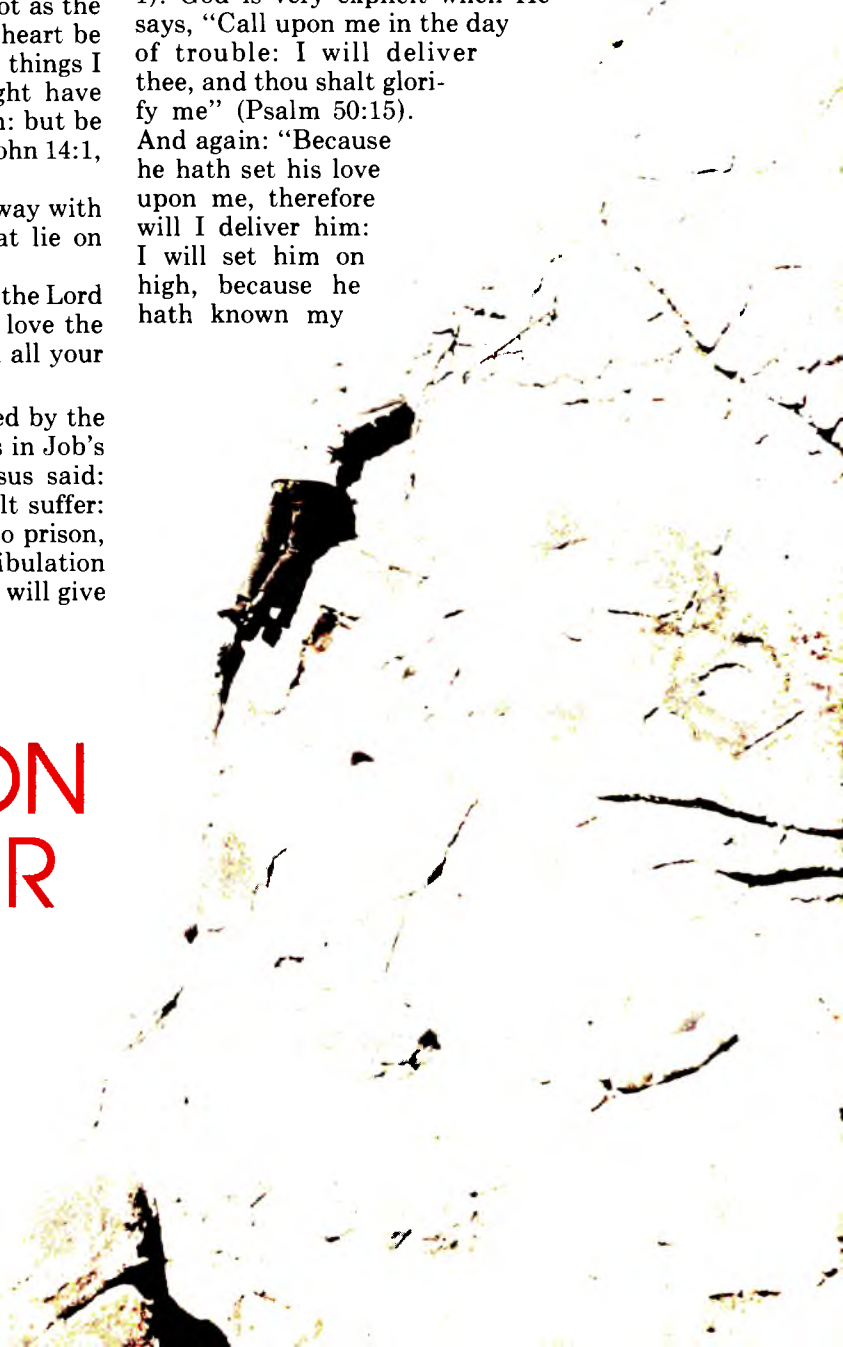 ot as the
heart be
things I
ght have
n: but be
ohn 14:1,
way with
at lie on
the Lord
love the
all your
ed by the
s in Job's
sus said:
lt suffer:
o prison,
ibulation
will give
ON
R
says, “Call upon me in the day
of trouble: I will deliver
thee, and thou shalt glori-
fy me” (Psalm 50:15).
And again: “Because
he hath set his love
upon me, therefore
will I deliver him:
I will set him on
high, because he
hath known my